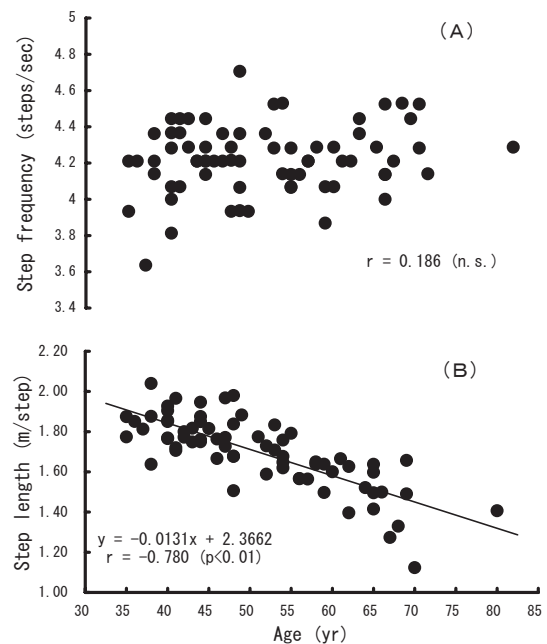 (A)
Step frequency (steps/sec)
5
4.8
4.6
4.4
4.2
4
3.8
3.6
3.4
r = 0.186 (n.s.)
(B)
Step length (m/step)
2.20
2.00
1.80
1.60
1.40
1.20
1.00
y = -0.0131x + 2.3662
r = -0.780 (p<0.01)
30 35 40 45 50 55 60 65 70 75 80 85
Age (yr)